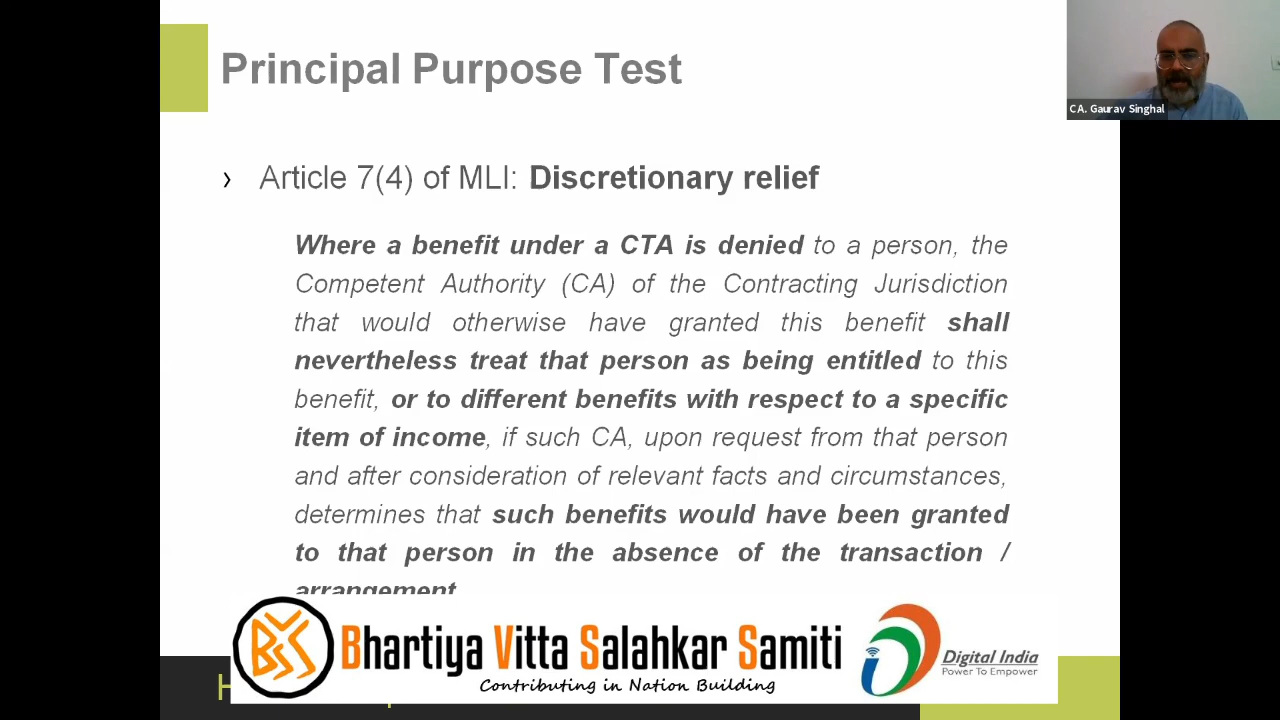 Principal Purpose Test
CA. Gaurav Singhal
› Article 7(4) of MLI: Discretionary relief
Where a benefit under a CTA is denied to a person, the
Competent Authority (CA) of the Contracting Jurisdiction
that would otherwise have granted this benefit shall
nevertheless treat that person as being entitled to this
benefit, or to different benefits with respect to a specific
item of income, if such CA, upon request from that person
and after consideration of relevant facts and circumstances,
determines that such benefits would have been granted
to that person in the absence of the transaction /
arrangement
BVSS
Bhartiya Vitta Salahkar Samiti
Contributing in Nation Building
Digital India
Power To Empower